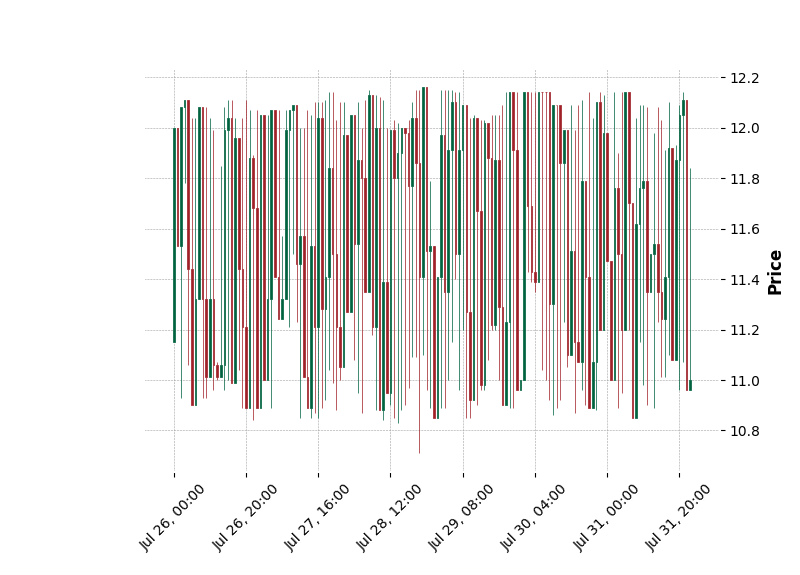 12.2
12.0
11.8
11.6
11.4
11.2
11.0
10.8
Price
Jul 26, 00:00
Jul 26, 20:00
Jul 27, 16:00
Jul 28, 12:00
Jul 29, 08:00
Jul 30, 04:00
Jul 31, 00:00
Jul 31, 20:00